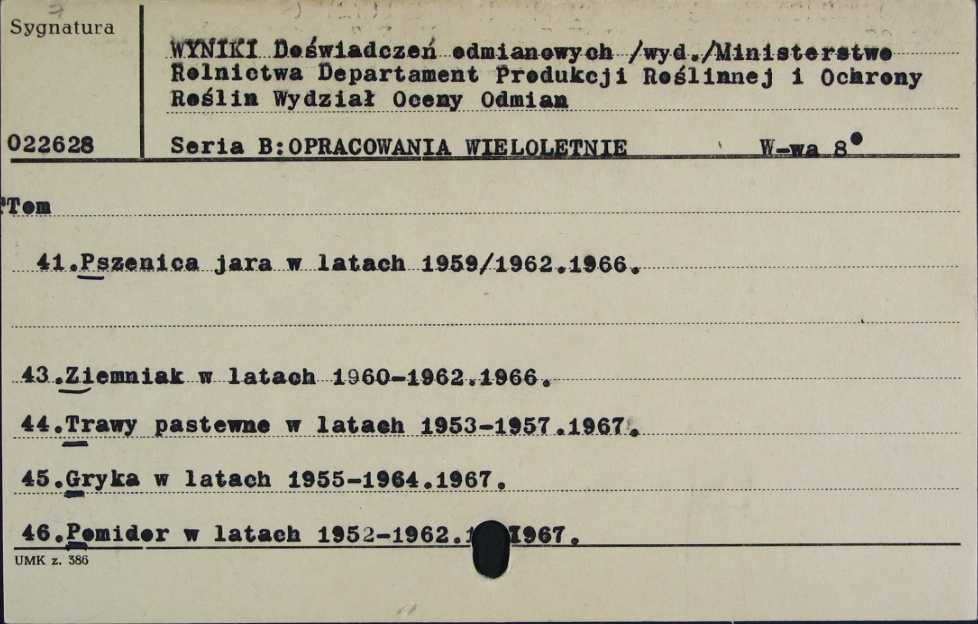 Sygnatura
WYNIKI Doświadczeń odmianowych /wyd./Ministerstwo
Rolnictwa Departament Produkcji Roślinnej i Ochrony
Roślin Wydział Oceny Odmian
022628 Seria B:OPRACOWANIA WIELOLETNIE W-wa 8°
Tom
41.Pszenica jara w latach 1959/1962.1966.
43.Ziemniak w latach 1960-1962.1966.
44.Trawy pastewne w latach 1953-1957.1967.
45.Gryka w latach 1955-1964.1967.
46.Pomidor w latach 1952-1962. 1967.
UMK z. 386